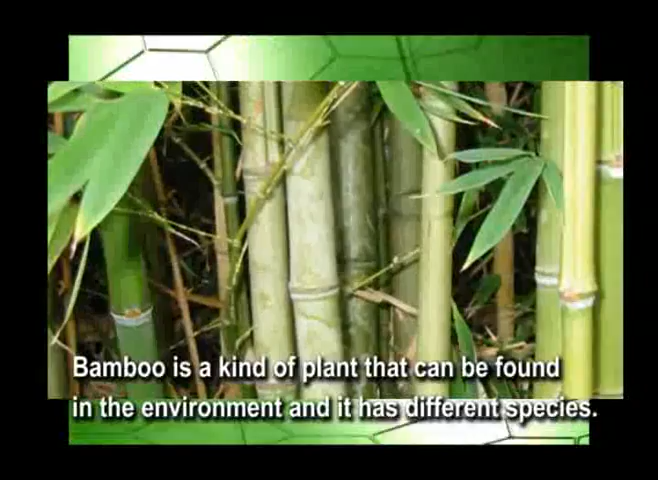 Bamboo is a kind of plant that can be found
in the environment and it has different species.